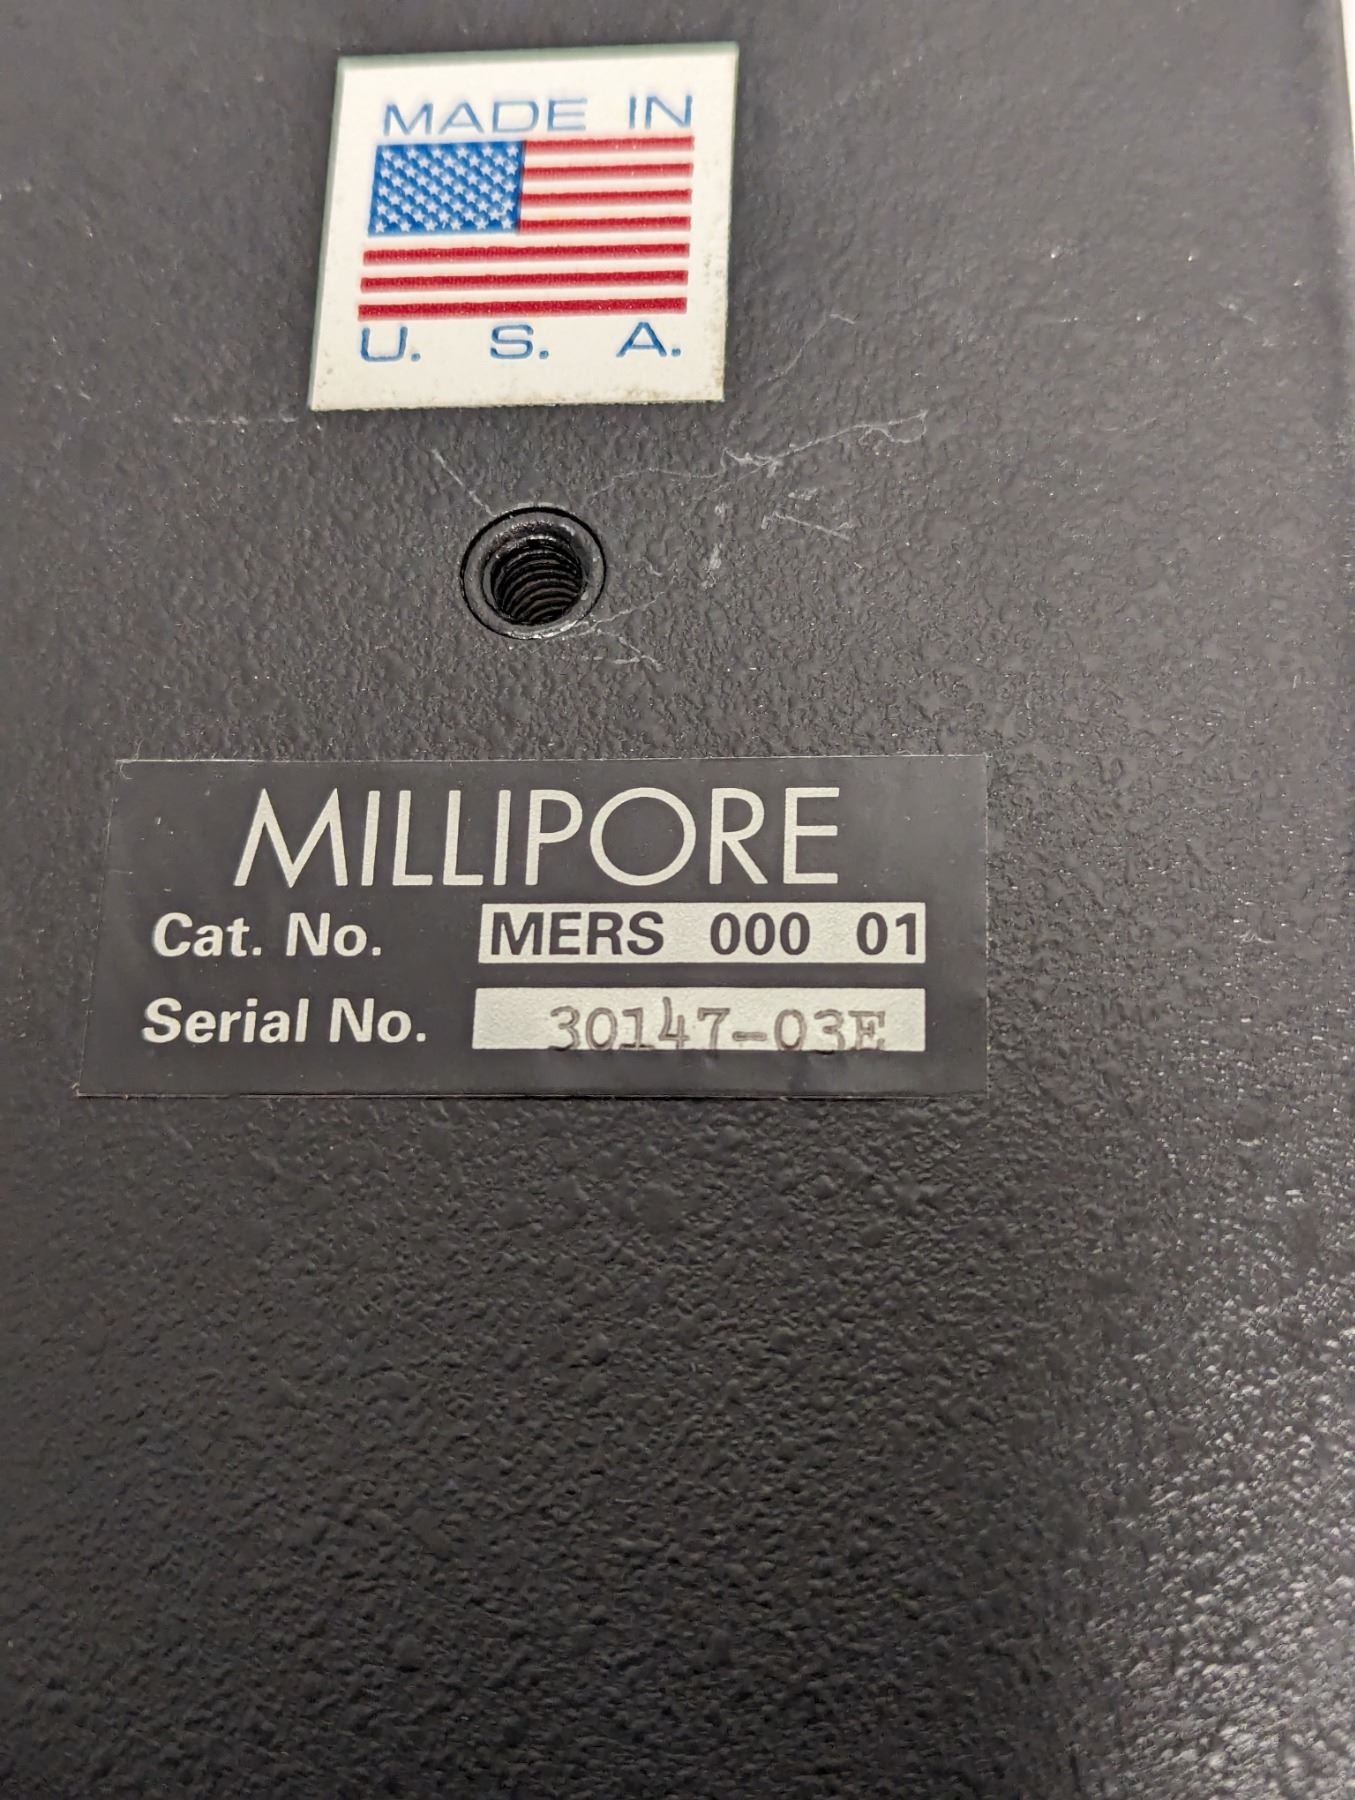 MADE IN
U. S. A.
MILLIPORE
Cat. No. MERS 000 01
Serial No. 30147-03E